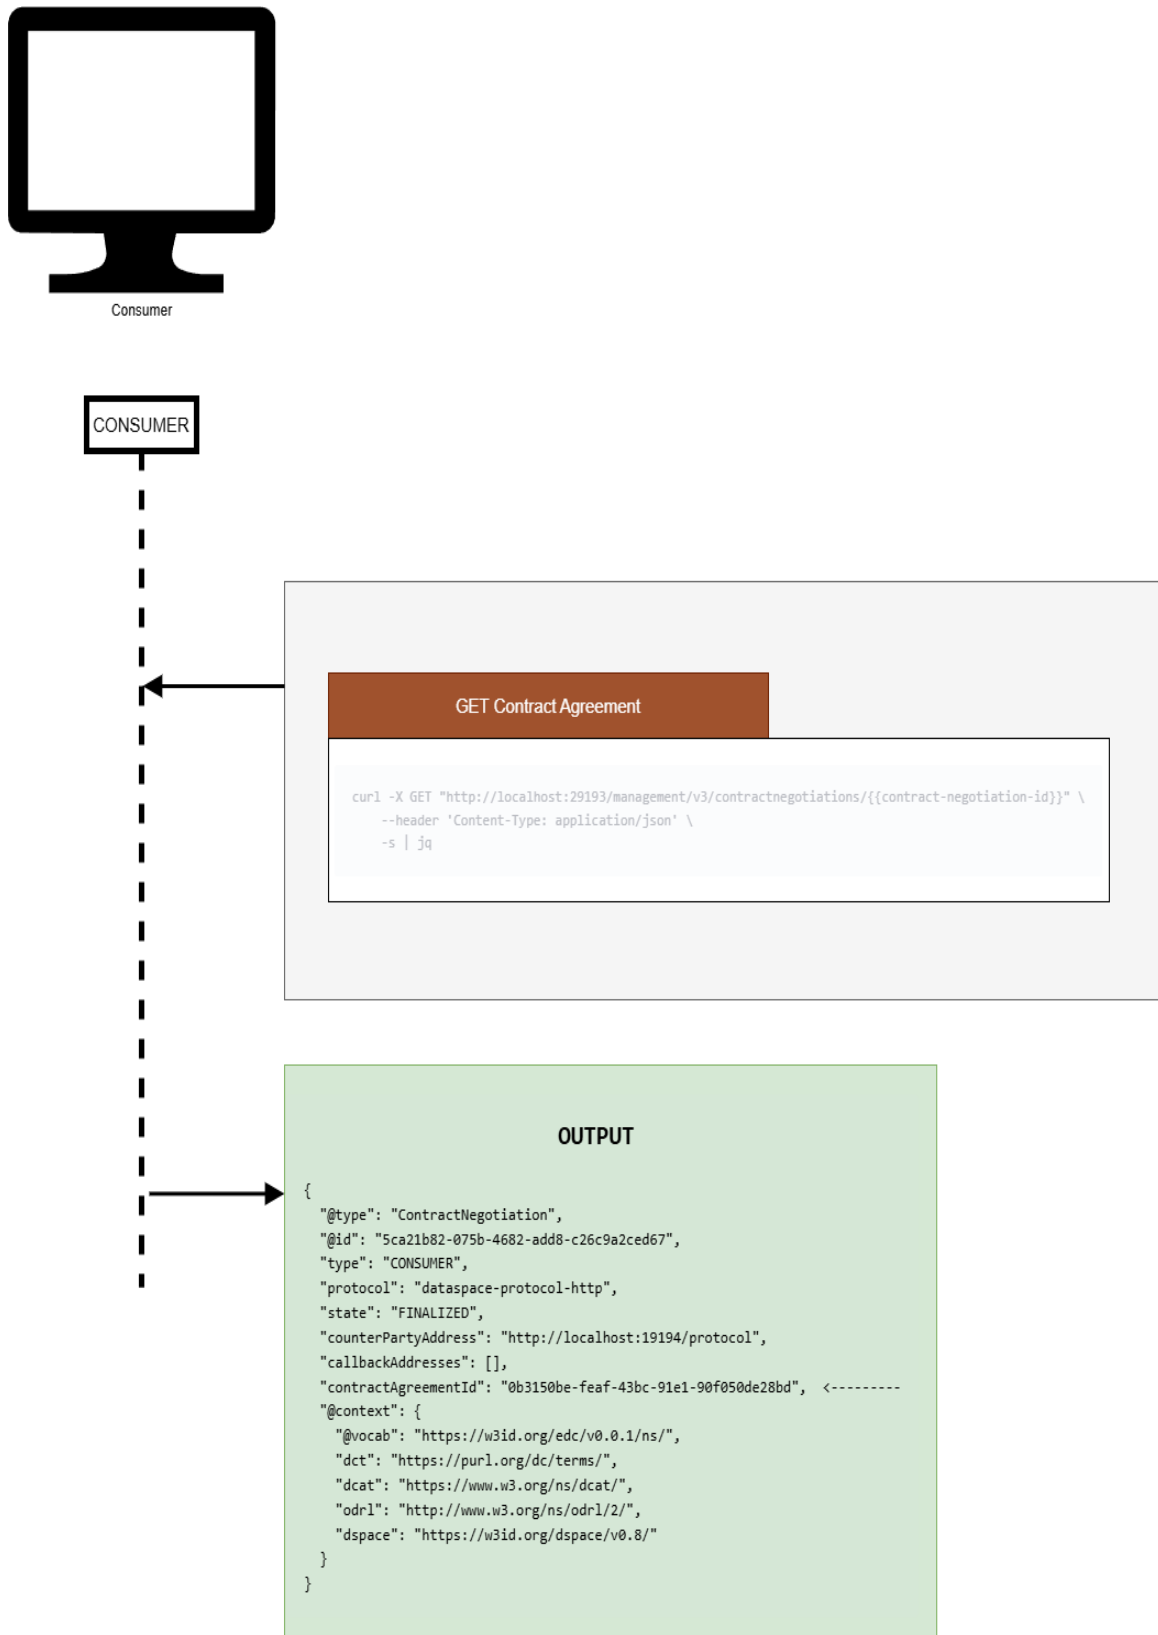 Consumer
CONSUMER
GET Contract Agreement
curl -X GET "http://localhost:29193/management/v3/contractnegotiations/{{contract-negotiation-id}}" \
    --header 'Content-Type: application/json' \
    -s | jq
OUTPUT
{
  "@type": "ContractNegotiation",
  "@id": "5ca21b82-075b-4682-add8-c26c9a2ced67",
  "type": "CONSUMER",
  "protocol": "dataspace-protocol-http",
  "state": "FINALIZED",
  "counterPartyAddress": "http://localhost:19194/protocol",
  "callbackAddresses": [],
  "contractAgreementId": "0b3150be-feaf-43bc-91e1-90f050de28bd",  <---------
  "@context": {
    "@vocab": "https://w3id.org/edc/v0.0.1/ns/",
    "dct": "https://purl.org/dc/terms/",
    "dcat": "https://www.w3.org/ns/dcat/",
    "odrl": "http://www.w3.org/ns/odrl/2/",
    "dspace": "https://w3id.org/dspace/v0.8/"
  }
}